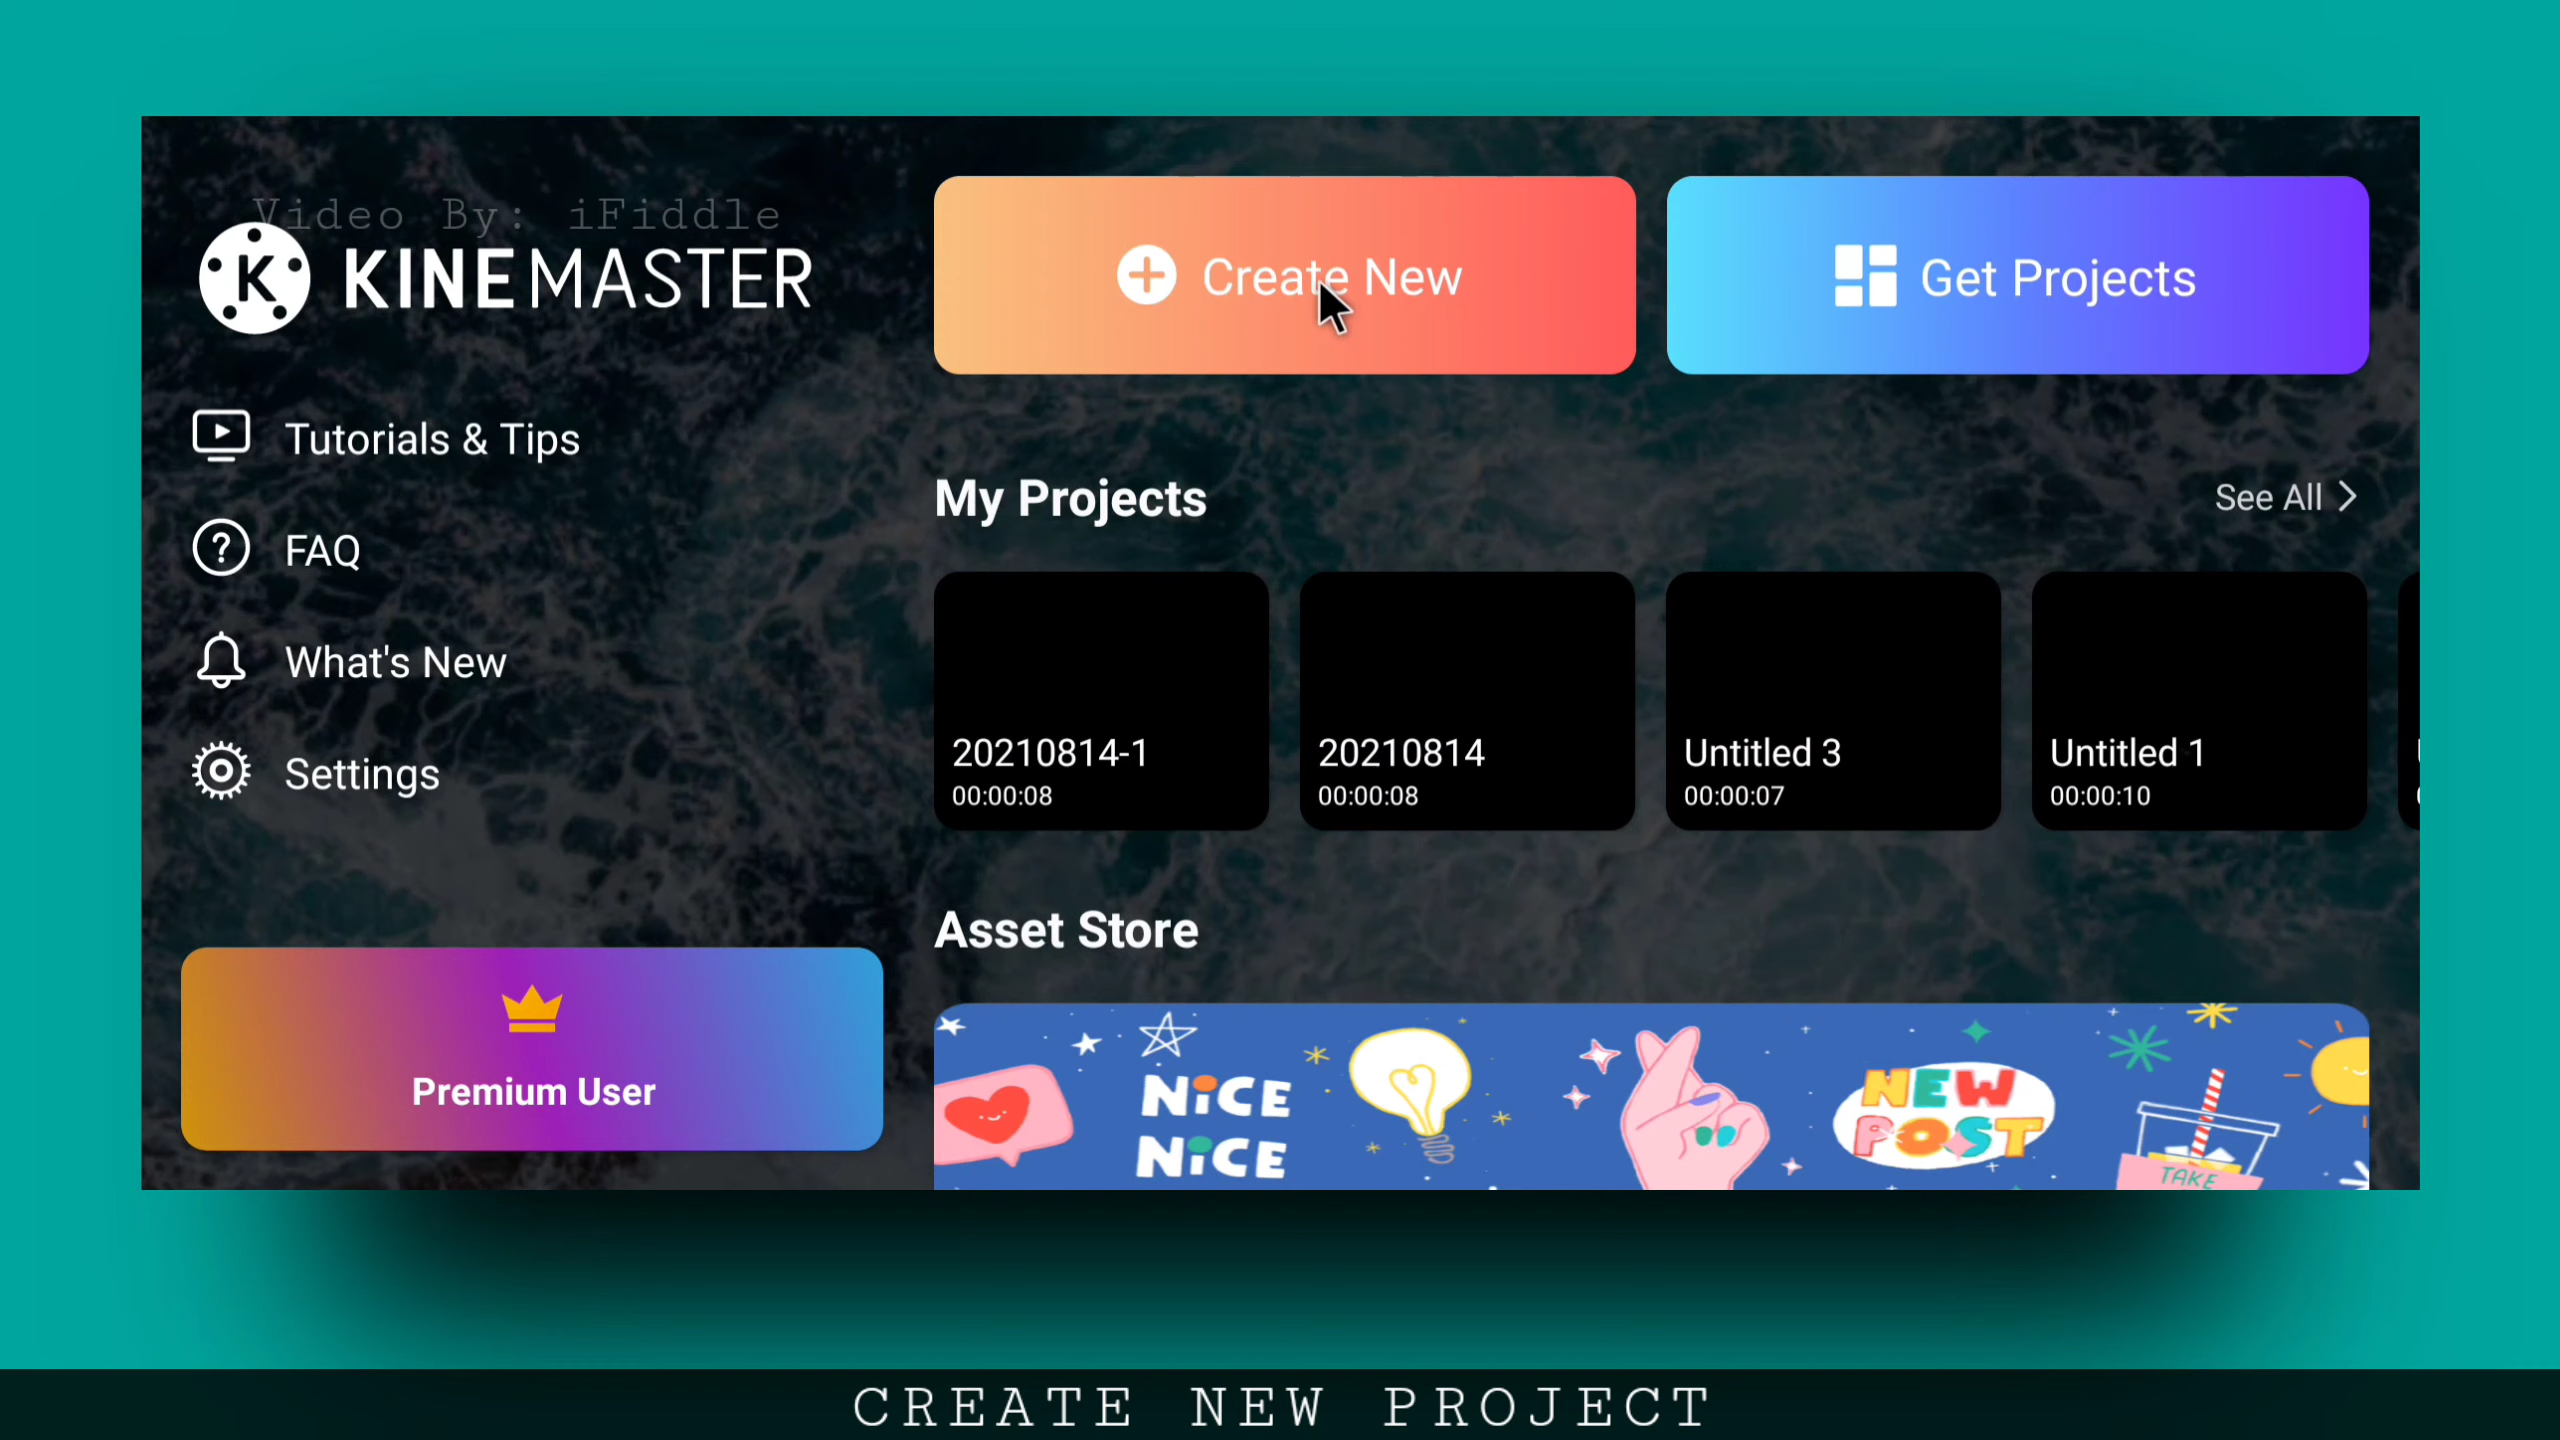 Video By: iFiddle
K KINEMASTER
Create New
Get Projects
Tutorials & Tips
FAQ
What's New
Settings
Premium User
My Projects
See All
20210814-1
00:00:08
20210814
00:00:08
Untitled 3
00:00:07
Untitled 1
00:00:10
Asset Store
NiCE
NiCE
NEW
POST
TAKE
CREATE NEW PROJECT